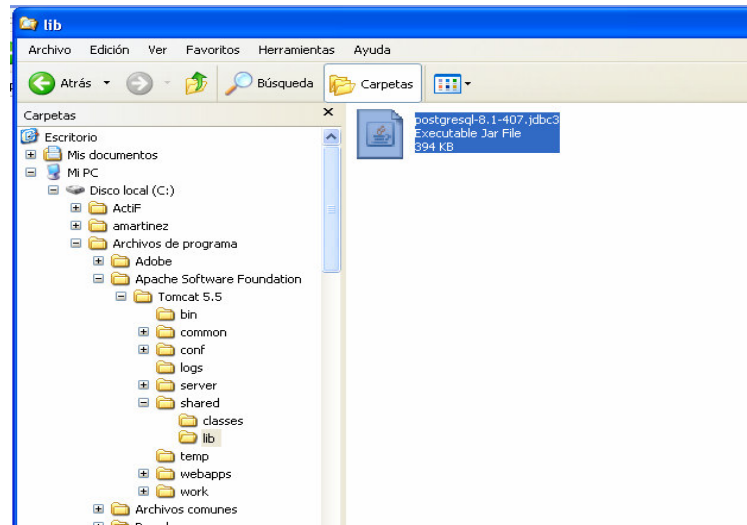 lib
Archivo Edición Ver Favoritos Herramientas Ayuda
Atrás Búsqueda Carpetas
Carpetas
Escritorio
Mis documentos
Mi PC
Disco local (C:)
ActiF
amartinez
Archivos de programa
Adobe
Apache Software Foundation
Tomcat 5.5
bin
common
conf
logs
server
shared
classes
lib
temp
webapps
work
Archivos comunes
postgresql-8.1-407.jdbc3
Executable Jar File
394 KB